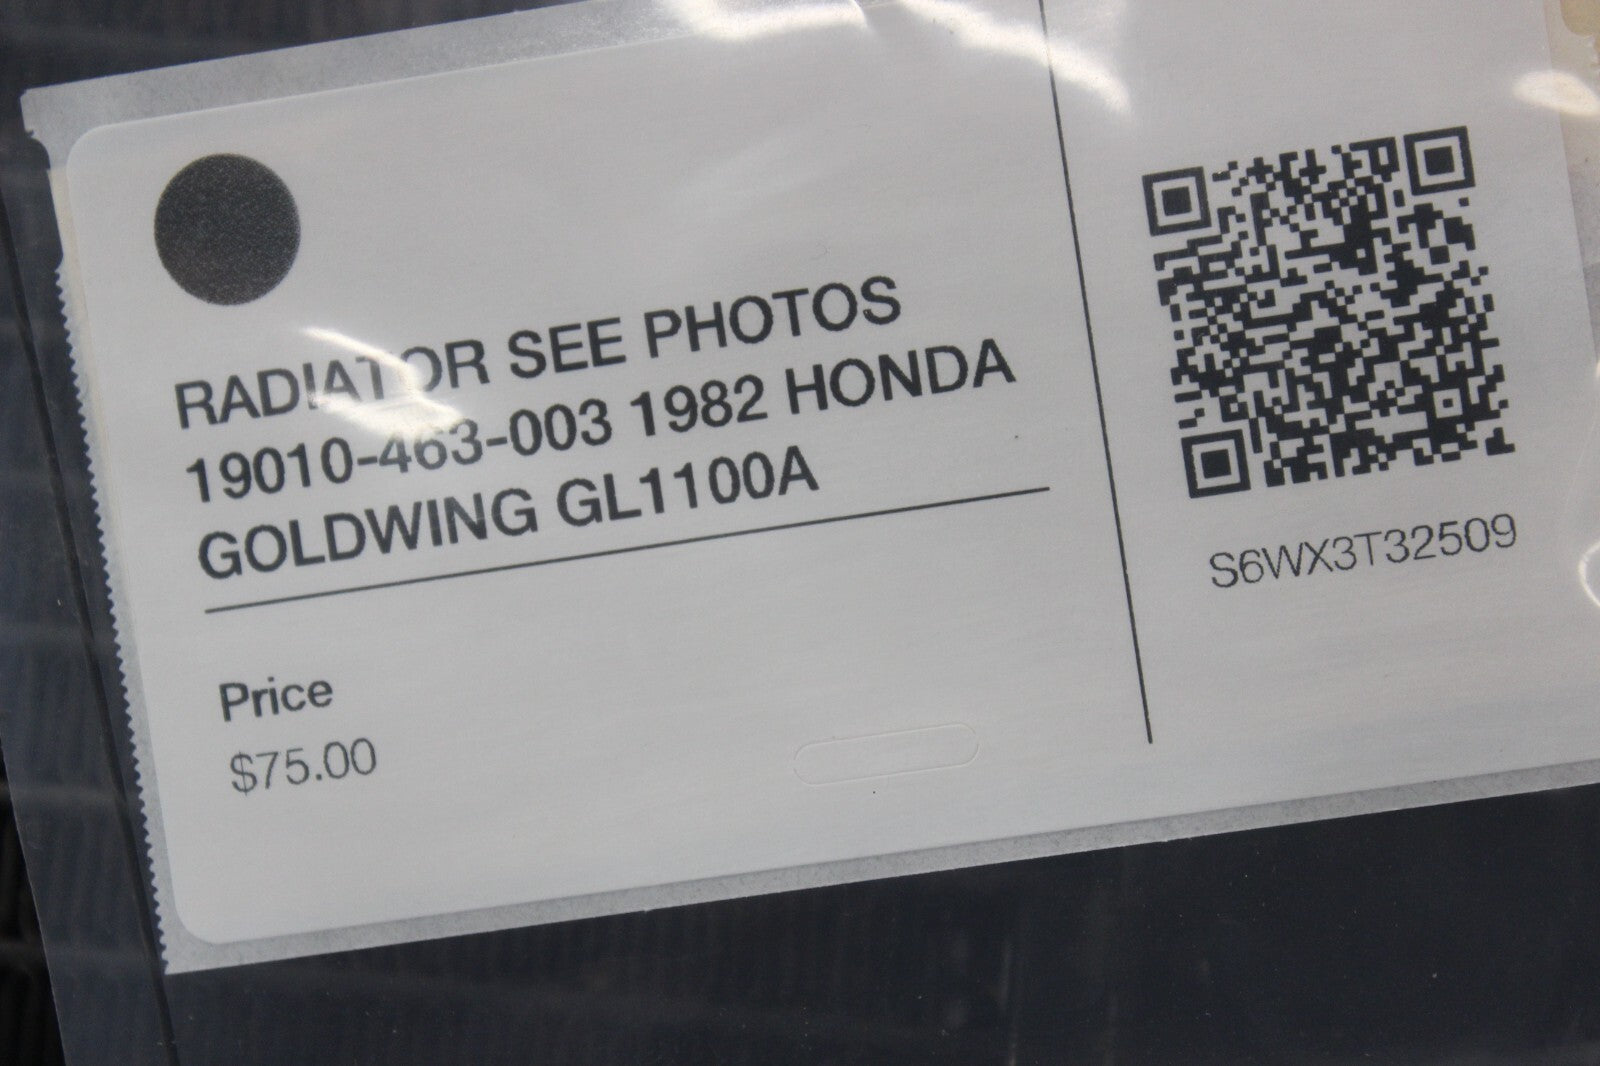 RADIATOR SEE PHOTOS
19010-463-003 1982 HONDA
GOLDWING GL1100A
Price
$75.00
S6WX3T32509